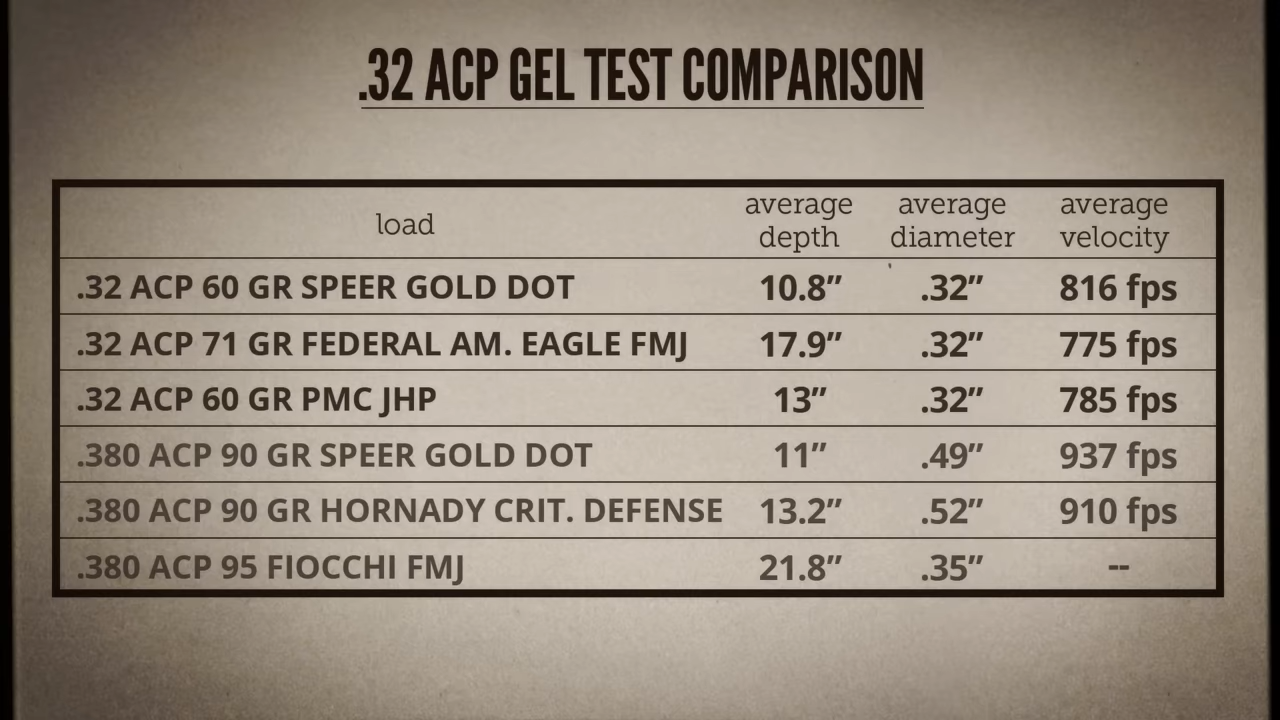 .32 ACP GEL TEST COMPARISON
load average depth average diameter average velocity
.32 ACP 60 GR SPEER GOLD DOT 10.8” .32” 816 fps
.32 ACP 71 GR FEDERAL AM. EAGLE FMJ 17.9” .32” 775 fps
.32 ACP 60 GR PMC JHP 13” .32” 785 fps
.380 ACP 90 GR SPEER GOLD DOT 11” .49” 937 fps
.380 ACP 90 GR HORNADY CRIT. DEFENSE 13.2” .52” 910 fps
.380 ACP 95 FIOCCHI FMJ 21.8” .35” --